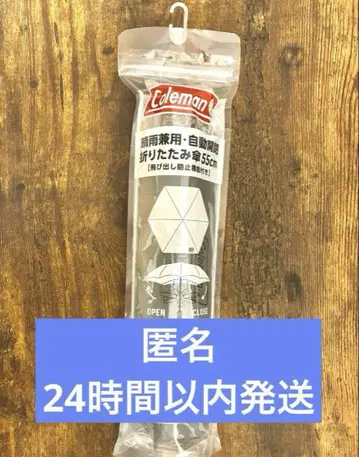 Coleman
晴雨兼用・自動開閉
折りたたみ傘55cm
[飛び出し防止機能付き]
OPEN CLOSE
匿名
24時間以内発送